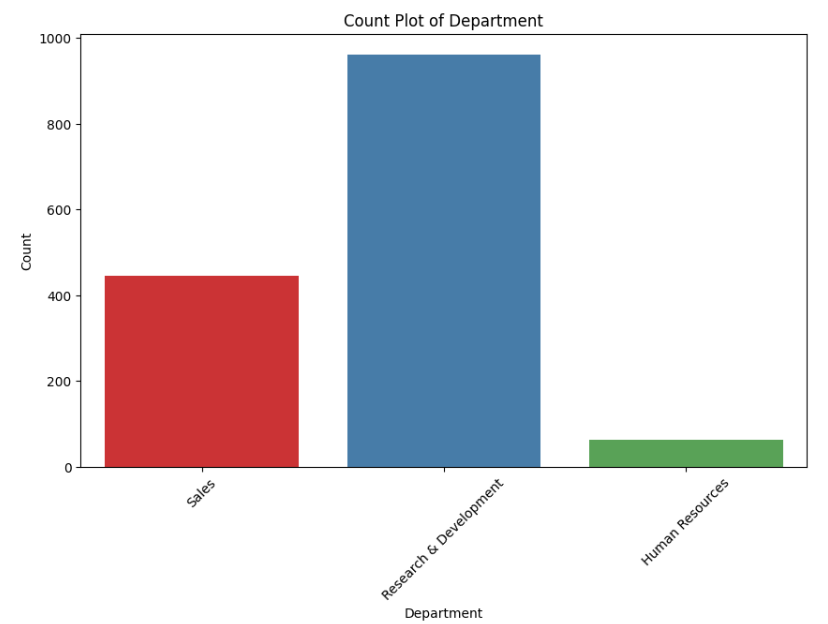 Count Plot of Department
1000
800
600
400
200
0
Count
Sales
Research & Development
Human Resources
Department